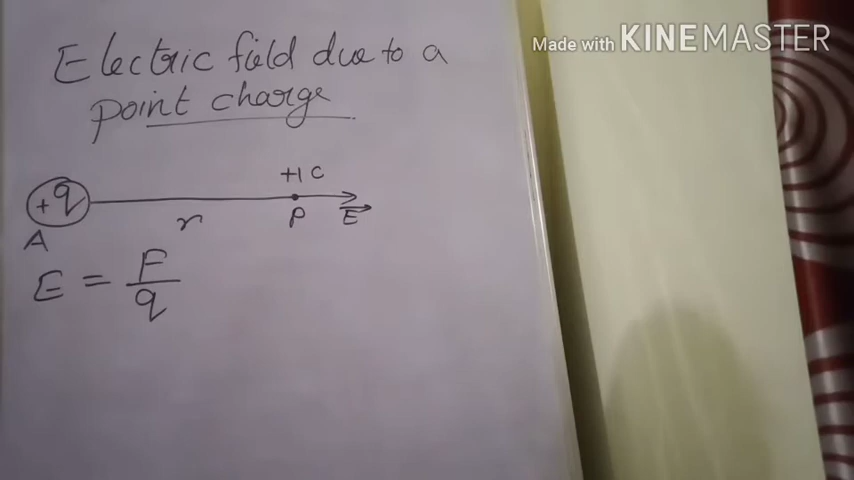 Electric field due to a
point charge
+1 C
+q
r
P
E
A
E = F/q
Made with KINEMASTER